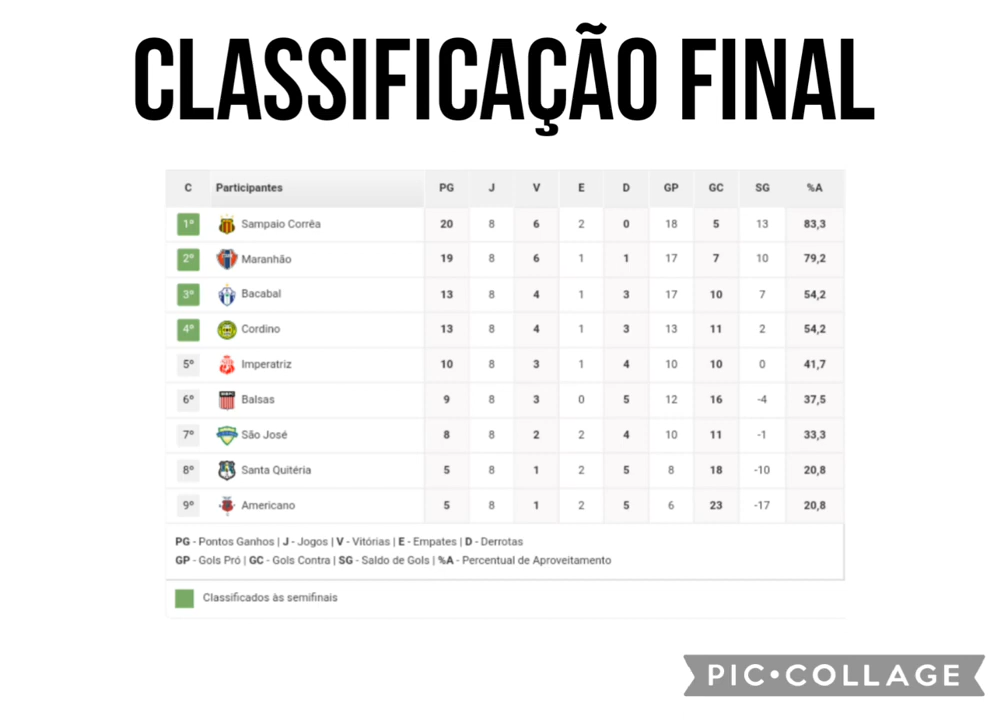 CLASSIFICAÇÃO FINAL
C Participantes PG J V E D GP GC SG %A
1º Sampaio Corrêa 20 8 6 2 0 18 5 13 83,3
2º Maranhão 19 8 6 1 1 17 7 10 79,2
3º Bacabal 13 8 4 1 3 17 10 7 54,2
4º Cordino 13 8 4 1 3 13 11 2 54,2
5º Imperatriz 10 8 3 1 4 10 10 0 41,7
6º Balsas 9 8 3 0 5 12 16 -4 37,5
7º São José 8 8 2 2 4 10 11 -1 33,3
8º Santa Quitéria 5 8 1 2 5 8 18 -10 20,8
9º Americano 5 8 1 2 5 6 23 -17 20,8
PG - Pontos Ganhos | J - Jogos | V - Vitórias | E - Empates | D - Derrotas
GP - Gols Pró | GC - Gols Contra | SG - Saldo de Gols | %A - Percentual de Aproveitamento
Classificados às semifinais
PIC•COLLAGE